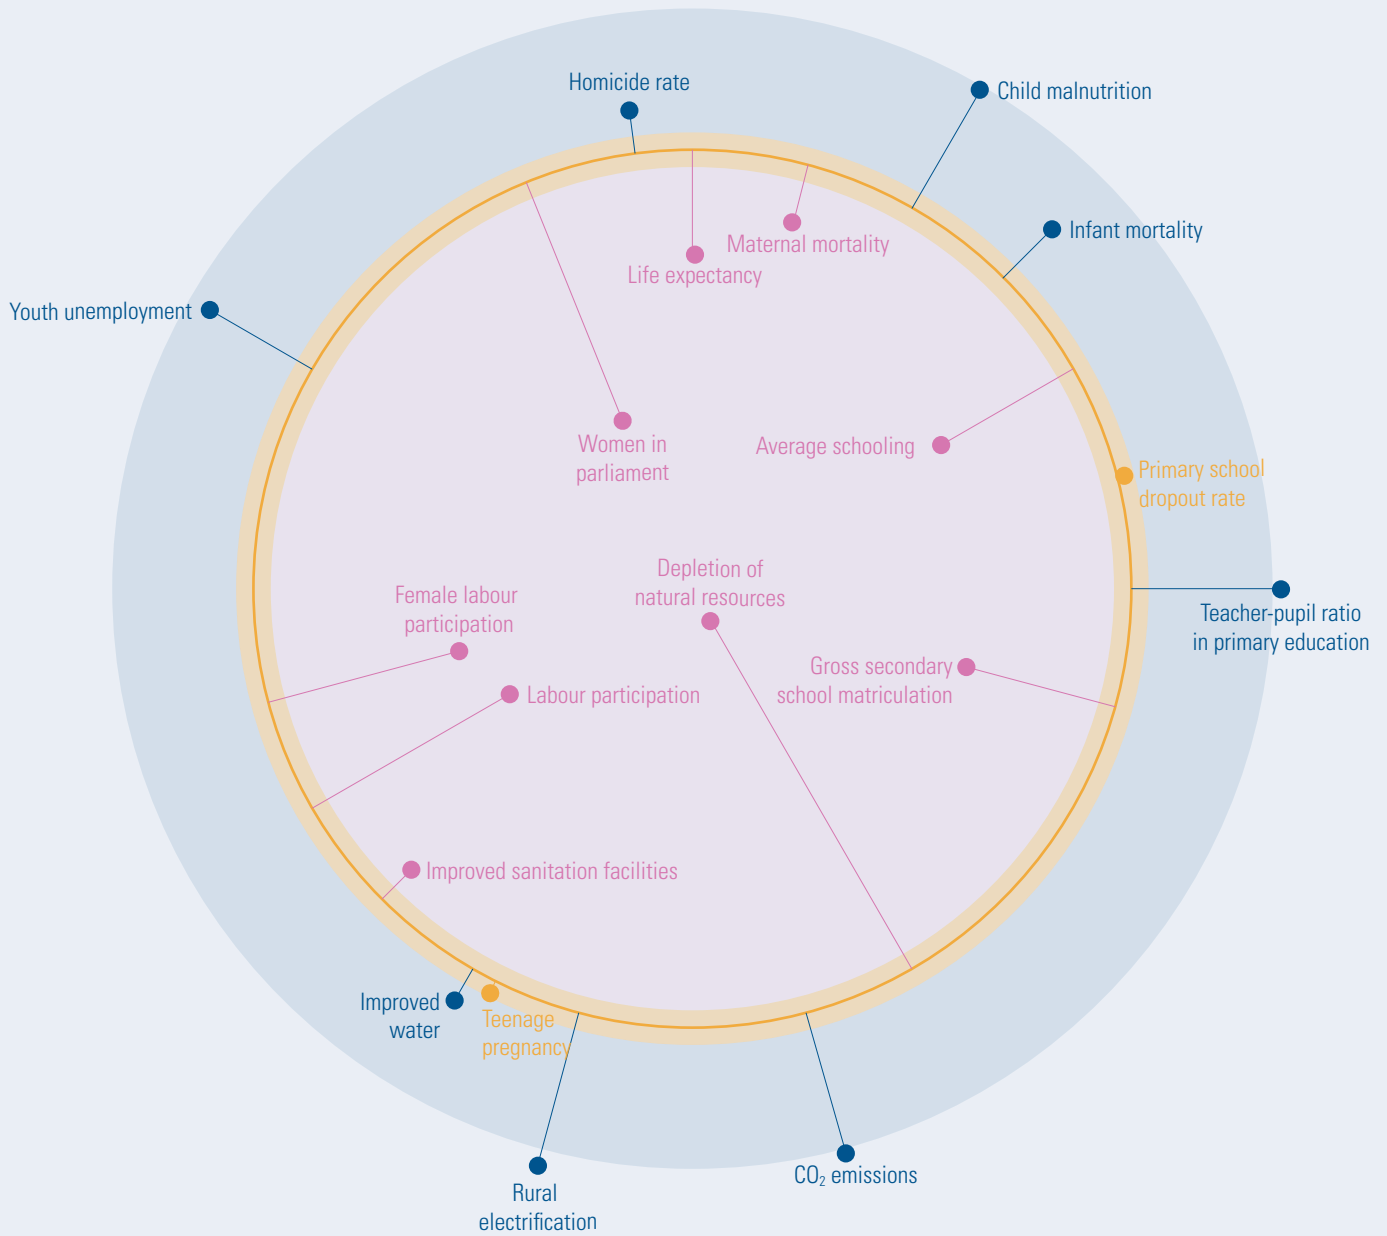 Homicide rate
Child malnutrition
Infant mortality
Maternal mortality
Life expectancy
Youth unemployment
Women in
parliament
Average schooling
Primary school
dropout rate
Depletion of
natural resources
Female labour
participation
Teacher-pupil ratio
in primary education
Gross secondary
school matriculation
Labour participation
Improved sanitation facilities
Improved
water
Teenage
pregnancy
CO₂ emissions
Rural
electrification